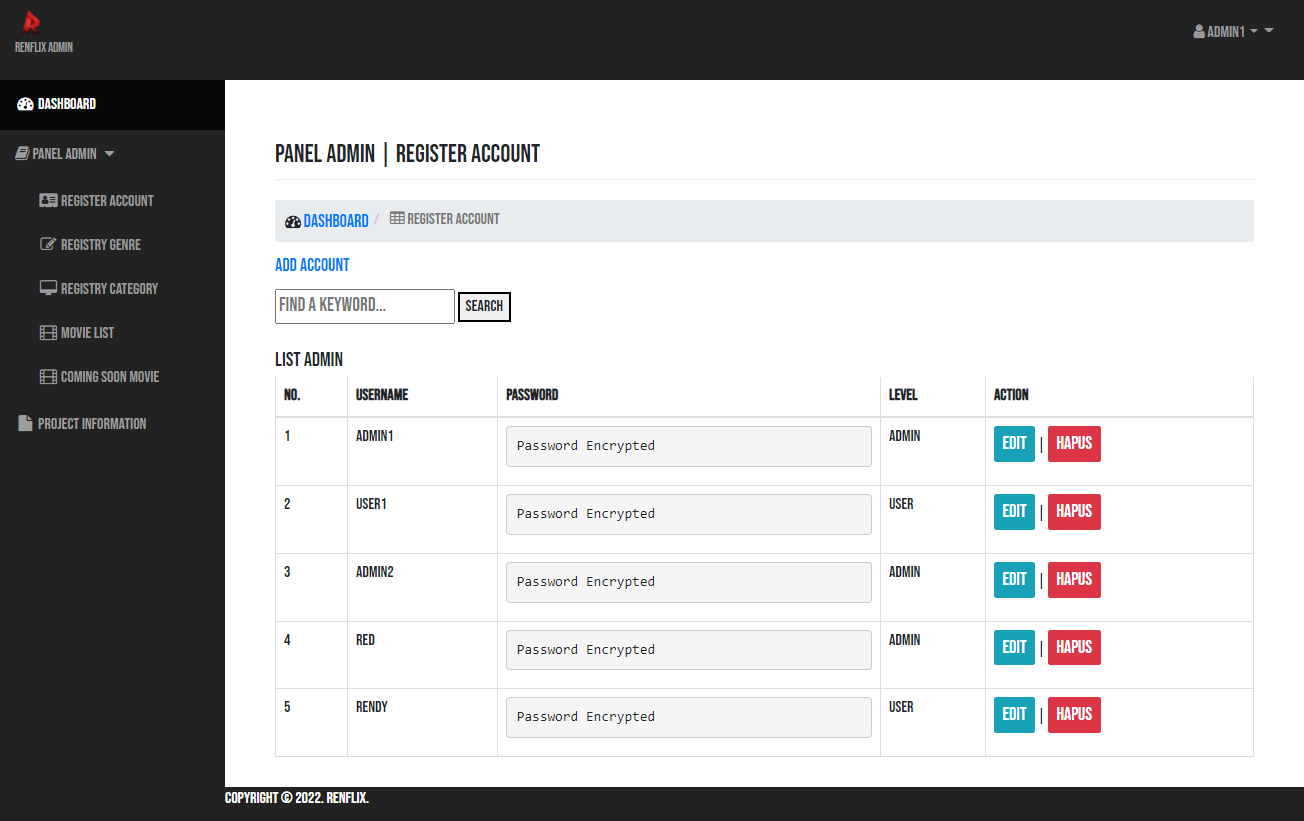 RENFLIX ADMIN
ADMIN1
DASHBOARD
PANEL ADMIN
REGISTER ACCOUNT
REGISTRY GENRE
REGISTRY CATEGORY
MOVIE LIST
COMING SOON MOVIE
PROJECT INFORMATION
PANEL ADMIN | REGISTER ACCOUNT
DASHBOARD / REGISTER ACCOUNT
ADD ACCOUNT
FIND A KEYWORD... SEARCH
LIST ADMIN
NO. USERNAME PASSWORD LEVEL ACTION
1 ADMIN1 Password Encrypted ADMIN EDIT | HAPUS
2 USER1 Password Encrypted USER EDIT | HAPUS
3 ADMIN2 Password Encrypted ADMIN EDIT | HAPUS
4 RED Password Encrypted ADMIN EDIT | HAPUS
5 RENDY Password Encrypted USER EDIT | HAPUS
COPYRIGHT © 2022. RENFLIX.